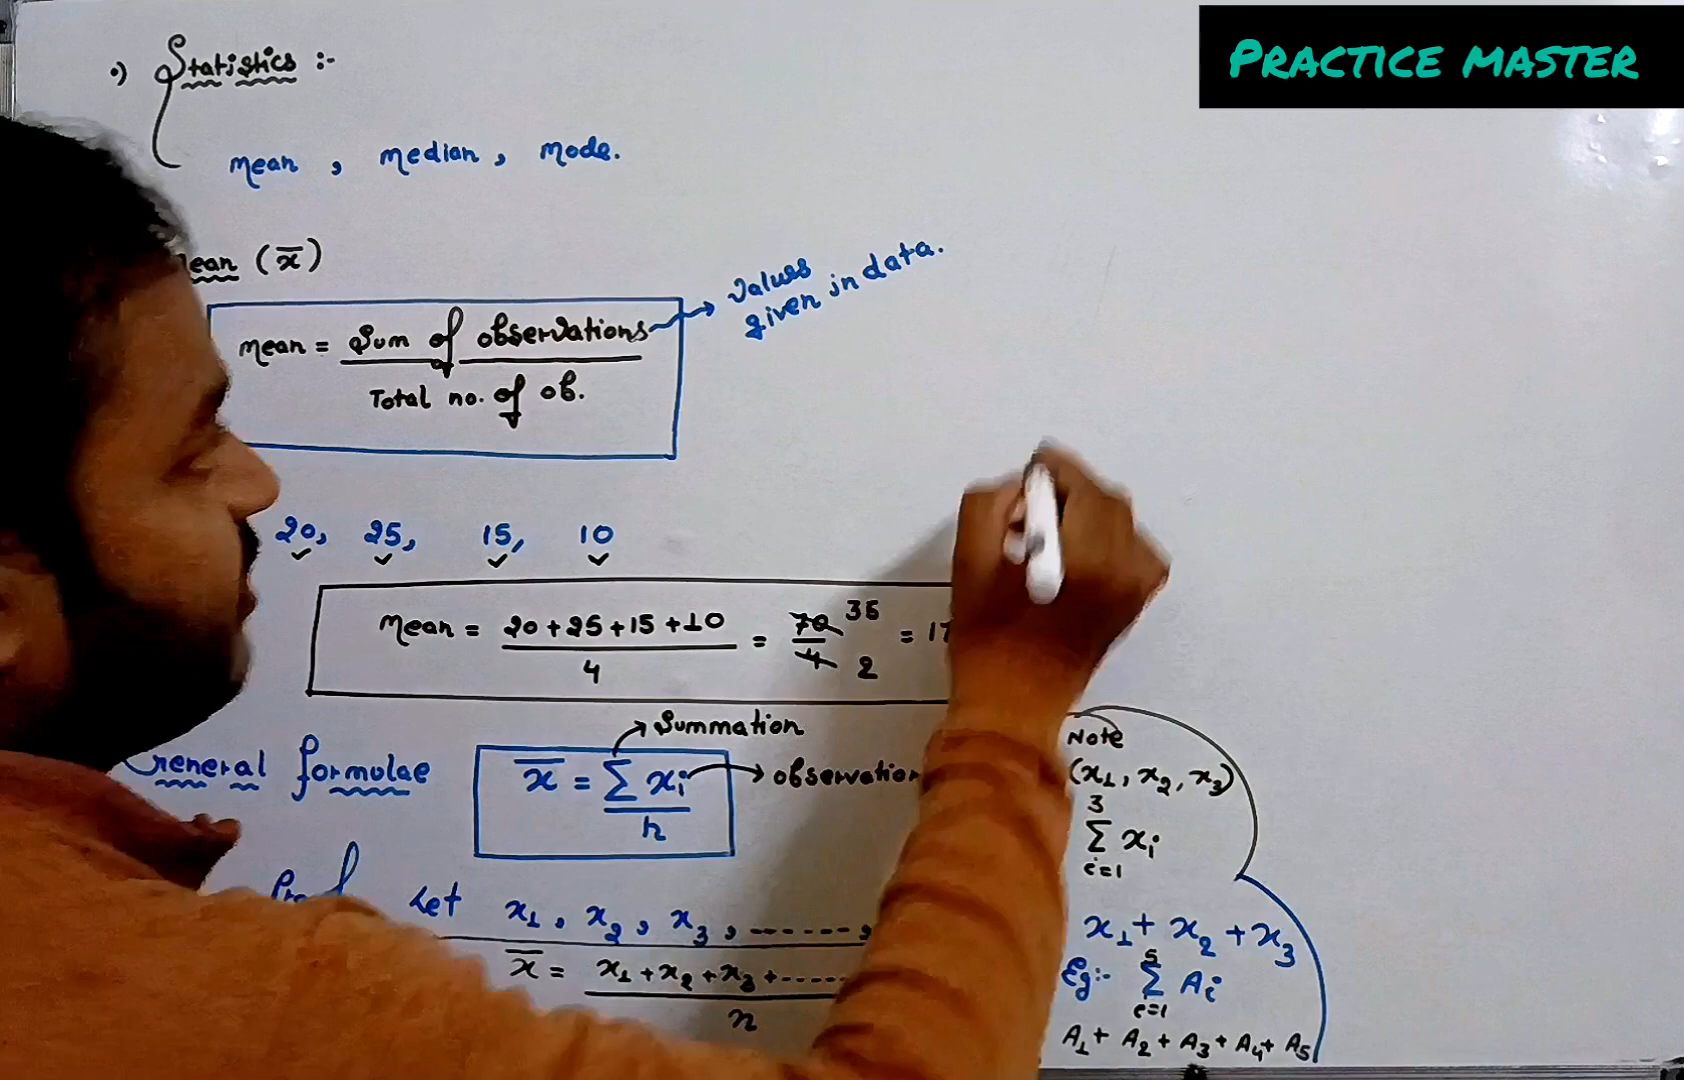 PRACTICE MASTER
•) Statistics :-
mean , median , mode.
ean (x̄)
mean = Sum of observations / Total no. of ob.
values given in data.
20, 25, 15, 10
mean = 20+25+15+10 / 4 = 70 35 / 4 2 = 17
General formulae
x̄ = ∑ xᵢ / n
Summation
observation
Note
(x₁, x₂, x₃)
3
∑ xᵢ
i=1
x₁ + x₂ + x₃
Let x₁, x₂, x₃, ------,
x̄ = x₁ + x₂ + x₃ + ----- / n
Eg:- 5 ∑ i=1 Aᵢ
A₁ + A₂ + A₃ + A₄ + A₅